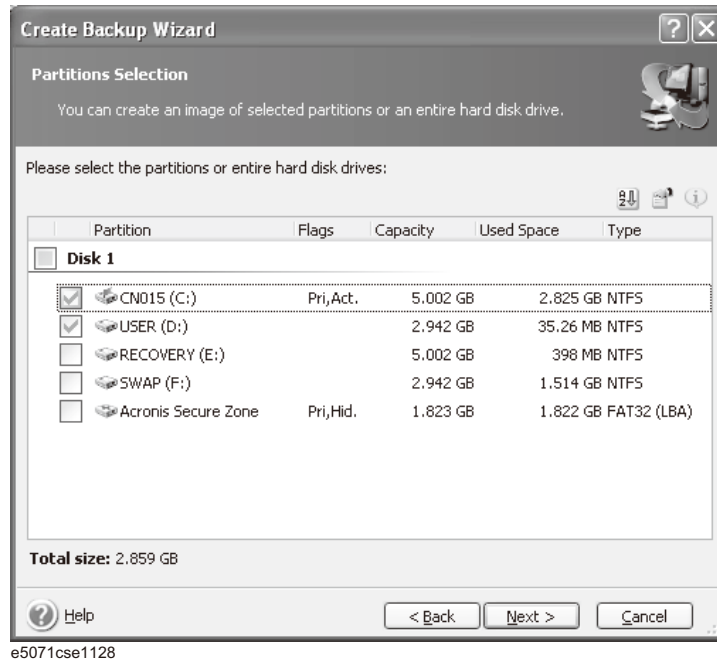 Create Backup Wizard
Partitions Selection
You can create an image of selected partitions or an entire hard disk drive.
Please select the partitions or entire hard disk drives:
Partition Flags Capacity Used Space Type
Disk 1
CN015 (C:) Pri,Act. 5.002 GB 2.825 GB NTFS
USER (D:) 2.942 GB 35.26 MB NTFS
RECOVERY (E:) 5.002 GB 398 MB NTFS
SWAP (F:) 2.942 GB 1.514 GB NTFS
Acronis Secure Zone Pri,Hid. 1.823 GB 1.822 GB FAT32 (LBA)
Total size: 2.859 GB
Help < Back Next > Cancel
e5071cse1128